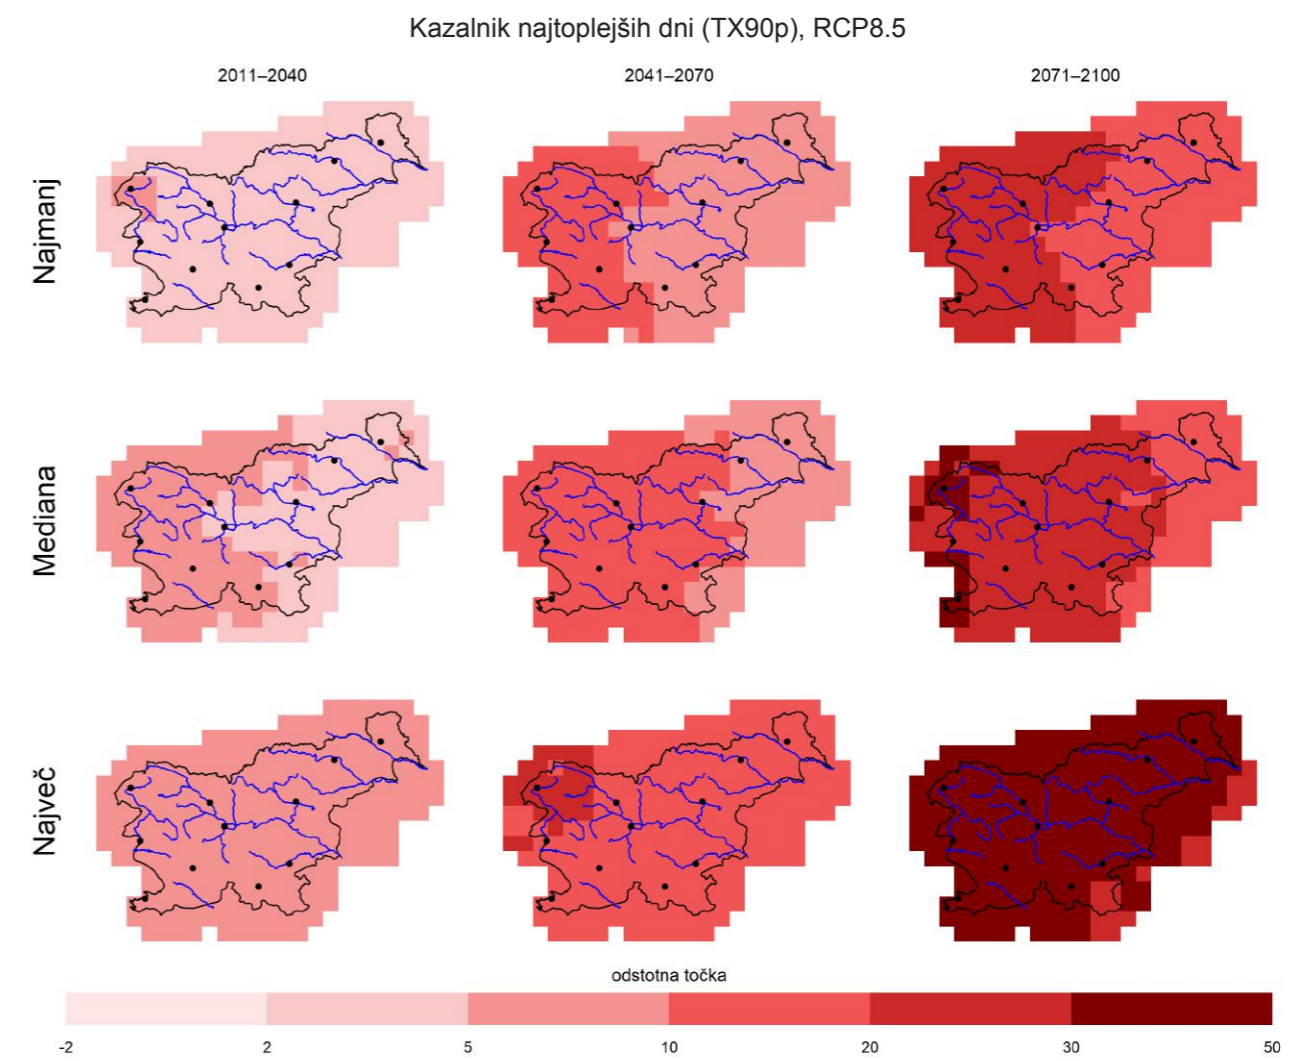 Kazalnik najtoplejših dni (TX90p), RCP8.5
2011–2040 2041–2070 2071–2100
Najmanj
Mediana
Največ
odstotna točka
-2 2 5 10 20 30 50